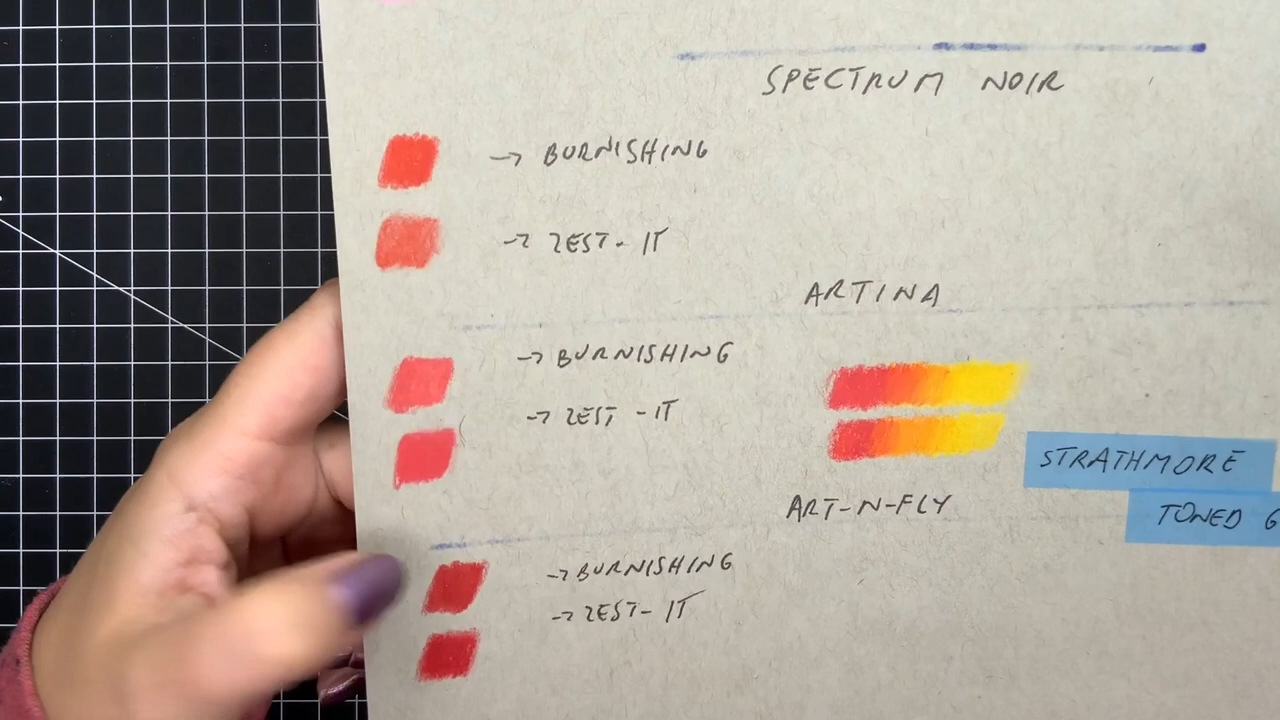 SPECTRUM NOIR
→ BURNISHING
→ ZEST-IT
ARTINA
→ BURNISHING
→ ZEST-IT
STRATHMORE
TONED G
ART-N-FLY
→ BURNISHING
→ ZEST-IT